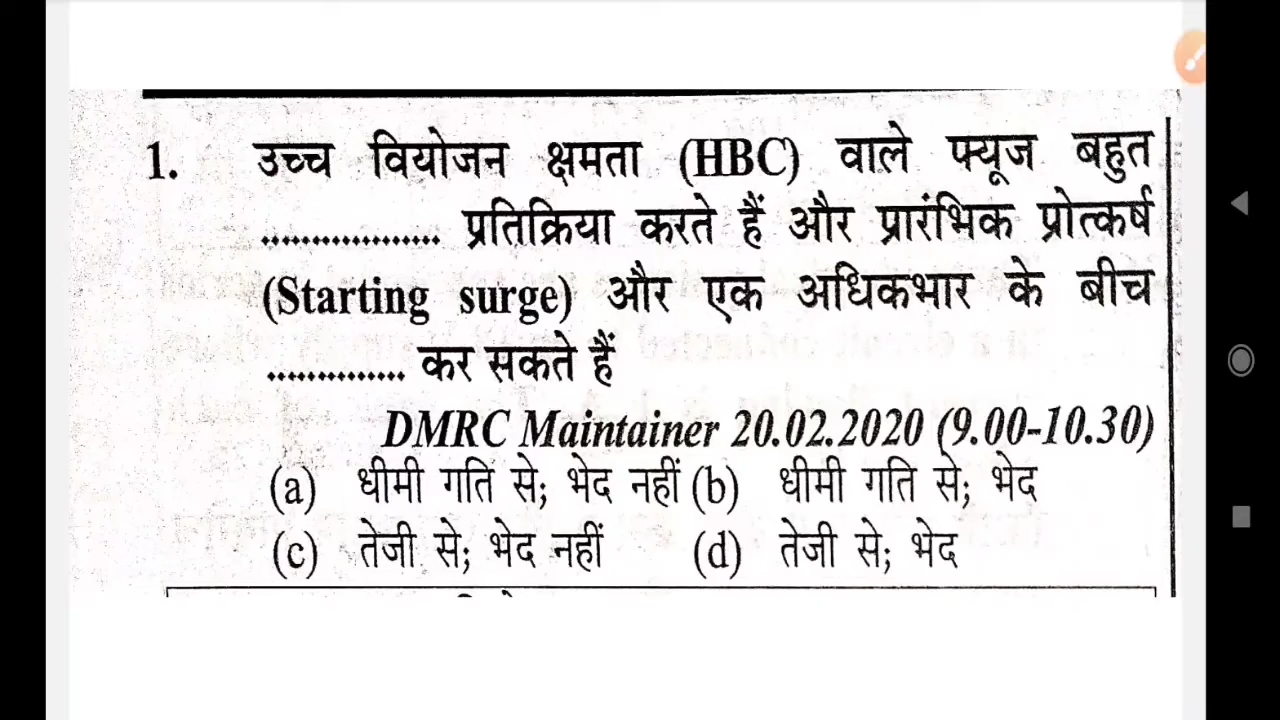 1. उच्च वियोजन क्षमता (HBC) वाले फ्यूज बहुत
................... प्रतिक्रिया करते हैं और प्रारंभिक प्रोत्कर्ष
(Starting surge) और एक अधिकभार के बीच
............... कर सकते हैं
DMRC Maintainer 20.02.2020 (9.00-10.30)
(a) धीमी गति से; भेद नहीं (b) धीमी गति से; भेद
(c) तेजी से; भेद नहीं (d) तेजी से; भेद